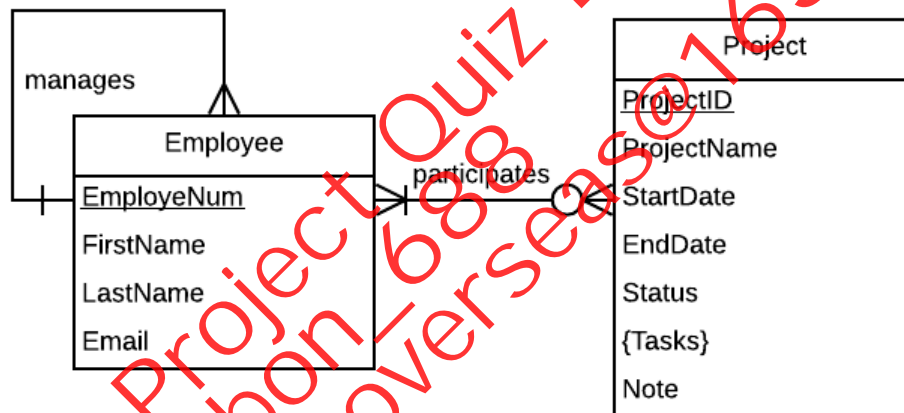 manages
Employee
EmployeNum
FirstName
LastName
Email
participates
Project
ProjectID
ProjectName
StartDate
EndDate
Status
{Tasks}
Note
Project Quiz
bon_688
overseas@163